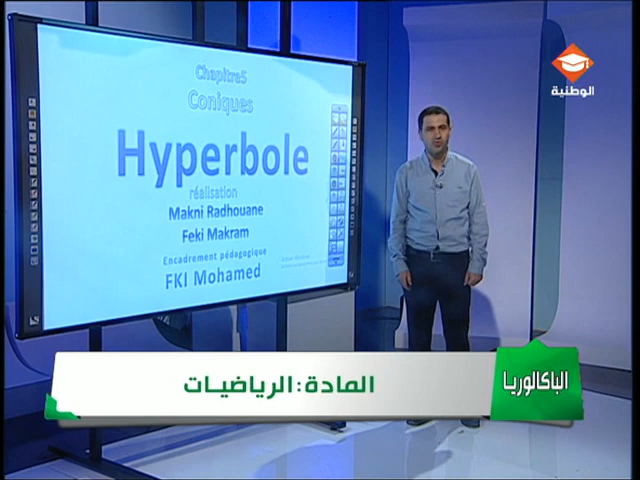 Chapitre5
Coniques
Hyperbole
réalisation
Makni Radhouane
Feki Makram
Encadrement pédagogique
FKI Mohamed
الوطنية
المادة:الرياضيات
الباكالوريا